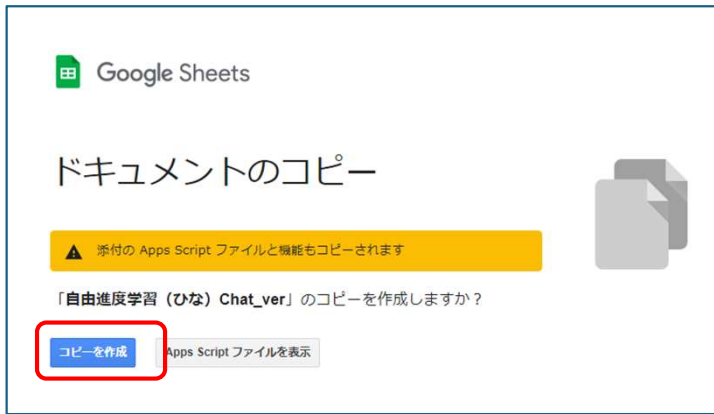 Google Sheets
ドキュメントのコピー
添付の Apps Script ファイルと機能もコピーされます
「自由進度学習（ひな）Chat_ver」のコピーを作成しますか？
コピーを作成 Apps Script ファイルを表示